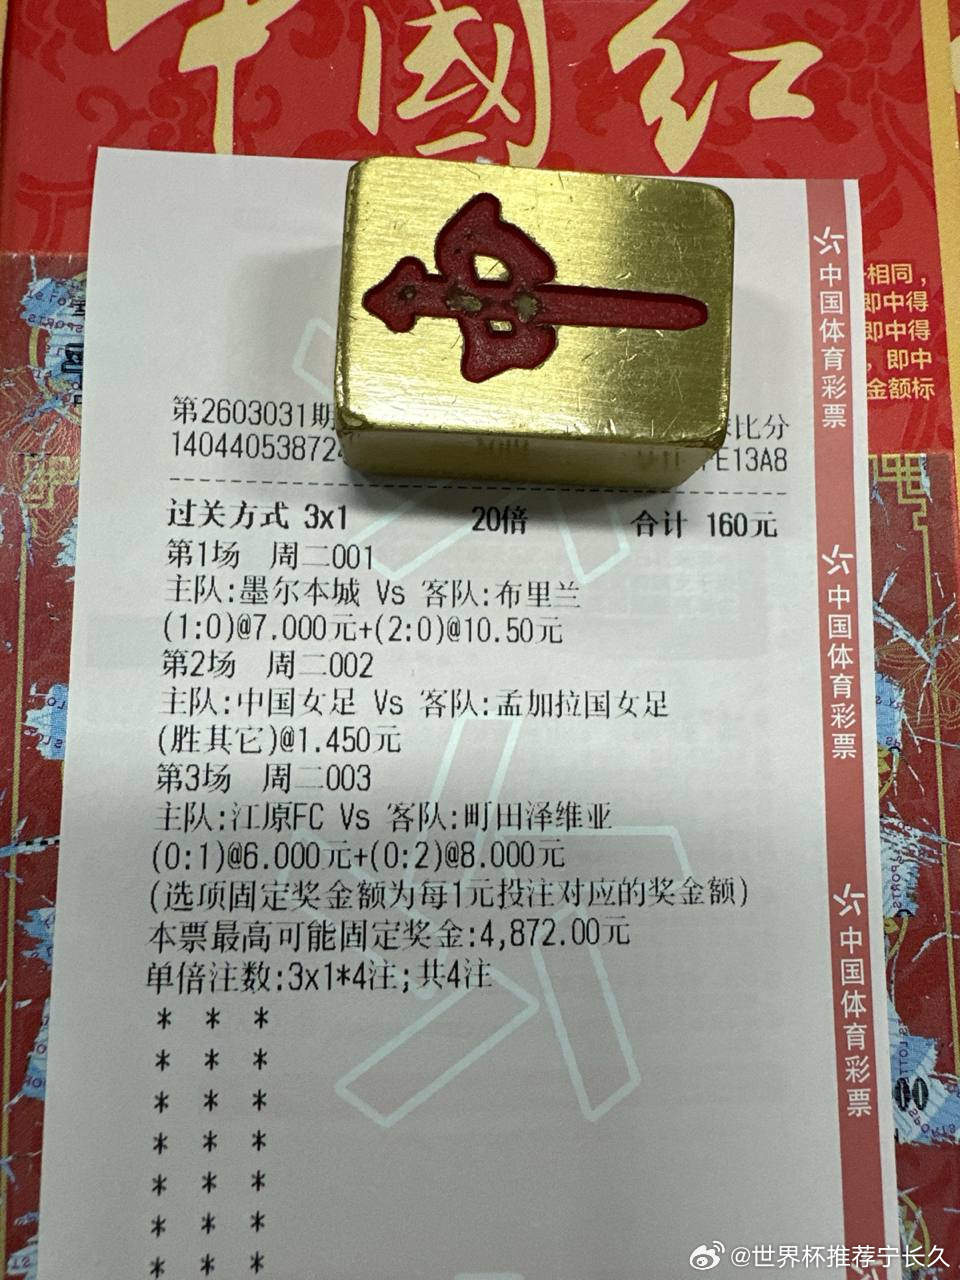 中國红
相同，
即中得
即中得
，即中
金额标
中国体育彩票
第2603031期
比分
14044053872
FE13A8
过关方式 3x1 20倍 合计 160元
第1场 周二001
主队:墨尔本城 Vs 客队:布里兰
(1:0)@7.000元+(2:0)@10.50元
第2场 周二002
主队:中国女足 Vs 客队:孟加拉国女足
(胜其它)@1.450元
第3场 周二003
主队:江原FC Vs 客队:町田泽维亚
(0:1)@6.000元+(0:2)@8.000元
(选项固定奖金额为每1元投注对应的奖金额)
本票最高可能固定奖金:4,872.00元
单倍注数:3x1*4注;共4注
* * *
* * *
* * *
* * *
* * *
* * *
* * *
中国体育彩票
中国体育彩票
中
00
@世界杯推荐宁长久